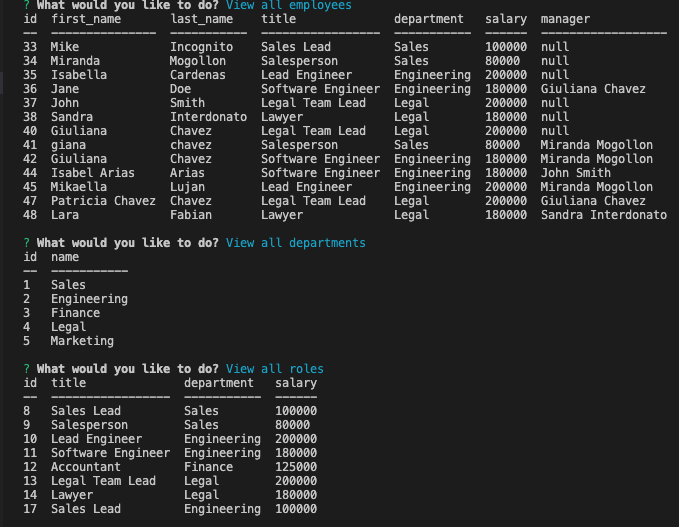 ? What would you like to do? View all employees
id  first_name       last_name   title              department   salary  manager
--  ---------------  ----------  -----------------  -----------  ------  ------------------
33  Mike             Incognito   Sales Lead         Sales        100000  null
34  Miranda          Mogollon    Salesperson        Sales        80000   null
35  Isabella         Cardenas    Lead Engineer      Engineering  200000  null
36  Jane             Doe         Software Engineer  Engineering  180000  Giuliana Chavez
37  John             Smith       Legal Team Lead    Legal        200000  null
38  Sandra           Interdonato Lawyer             Legal        180000  null
40  Giuliana         Chavez      Legal Team Lead    Legal        200000  null
41  giana            chavez      Salesperson        Sales        80000   Miranda Mogollon
42  Giuliana         Chavez      Software Engineer  Engineering  180000  Miranda Mogollon
44  Isabel Arias     Arias       Software Engineer  Engineering  180000  John Smith
45  Mikaella         Lujan       Lead Engineer      Engineering  200000  Miranda Mogollon
47  Patricia Chavez  Chavez      Legal Team Lead    Legal        200000  Giuliana Chavez
48  Lara             Fabian      Lawyer             Legal        180000  Sandra Interdonato
? What would you like to do? View all departments
id  name
--  -----------
1   Sales
2   Engineering
3   Finance
4   Legal
5   Marketing
? What would you like to do? View all roles
id  title              department   salary
--  -----------------  -----------  ------
8   Sales Lead         Sales        100000
9   Salesperson        Sales        80000
10  Lead Engineer      Engineering  200000
11  Software Engineer  Engineering  180000
12  Accountant         Finance      125000
13  Legal Team Lead    Legal        200000
14  Lawyer             Legal        180000
17  Sales Lead         Engineering  100000